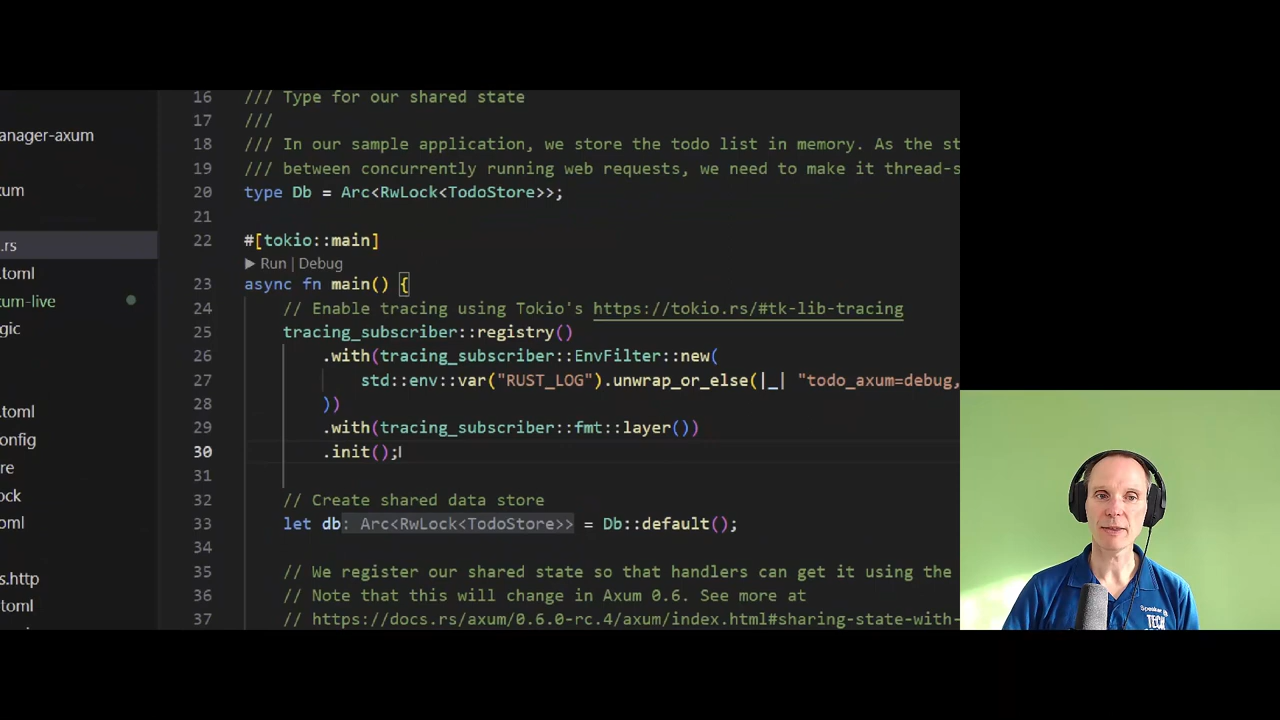 anager-axum
um
.rs
.toml
um-live
gic
.toml
onfig
re
ock
oml
s.http
toml
16 /// Type for our shared state
17 ///
18 /// In our sample application, we store the todo list in memory. As the st
19 /// between concurrently running web requests, we need to make it thread-s
20 type Db = Arc<RwLock<TodoStore>>;
21
22 #[tokio::main]
▶ Run | Debug
23 async fn main() {
24 // Enable tracing using Tokio's https://tokio.rs/#tk-lib-tracing
25 tracing_subscriber::registry()
26 .with(tracing_subscriber::EnvFilter::new(
27 std::env::var("RUST_LOG").unwrap_or_else(|_| "todo_axum=debug,
28 ))
29 .with(tracing_subscriber::fmt::layer())
30 .init();
31
32 // Create shared data store
33 let db: Arc<RwLock<TodoStore>> = Db::default();
34
35 // We register our shared state so that handlers can get it using the
36 // Note that this will change in Axum 0.6. See more at
37 // https://docs.rs/axum/0.6.0-rc.4/axum/index.html#sharing-state-with-
Speaker
TECH